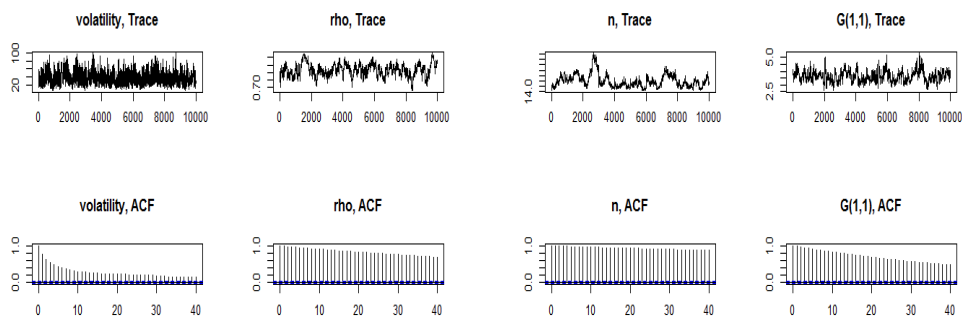 volatility, Trace
rho, Trace
n, Trace
G(1,1), Trace
100
20
0.70
14.0
5.0
2.5
0 2000 4000 6000 8000 10000
0 2000 4000 6000 8000 10000
0 2000 4000 6000 8000 10000
0 2000 4000 6000 8000 10000
volatility, ACF
rho, ACF
n, ACF
G(1,1), ACF
1.0
0.0
1.0
0.0
1.0
0.0
1.0
0.0
0 10 20 30 40
0 10 20 30 40
0 10 20 30 40
0 10 20 30 40